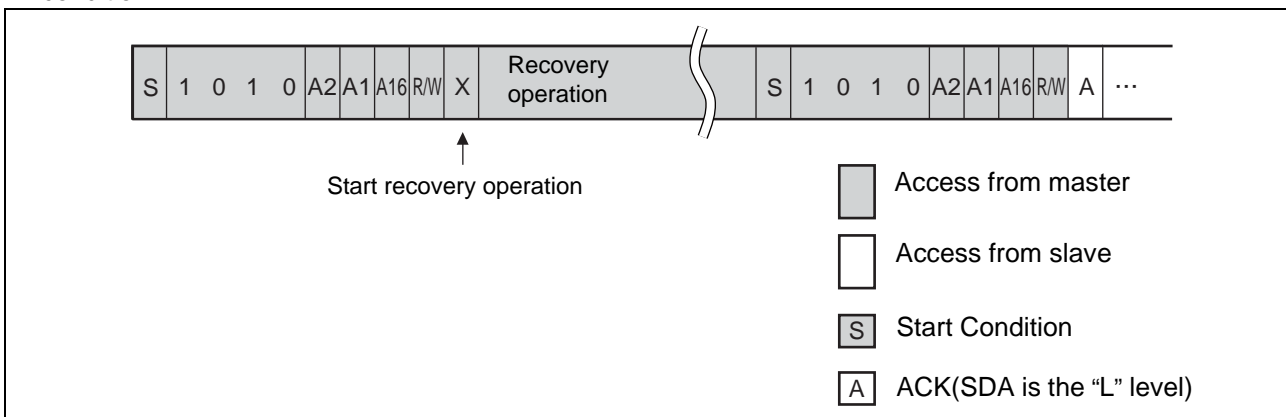 S 1 0 1 0 A2 A1 A16 R/W X Recovery operation S 1 0 1 0 A2 A1 A16 R/W A ...
Start recovery operation
Access from master
Access from slave
S Start Condition
A ACK(SDA is the “L” level)